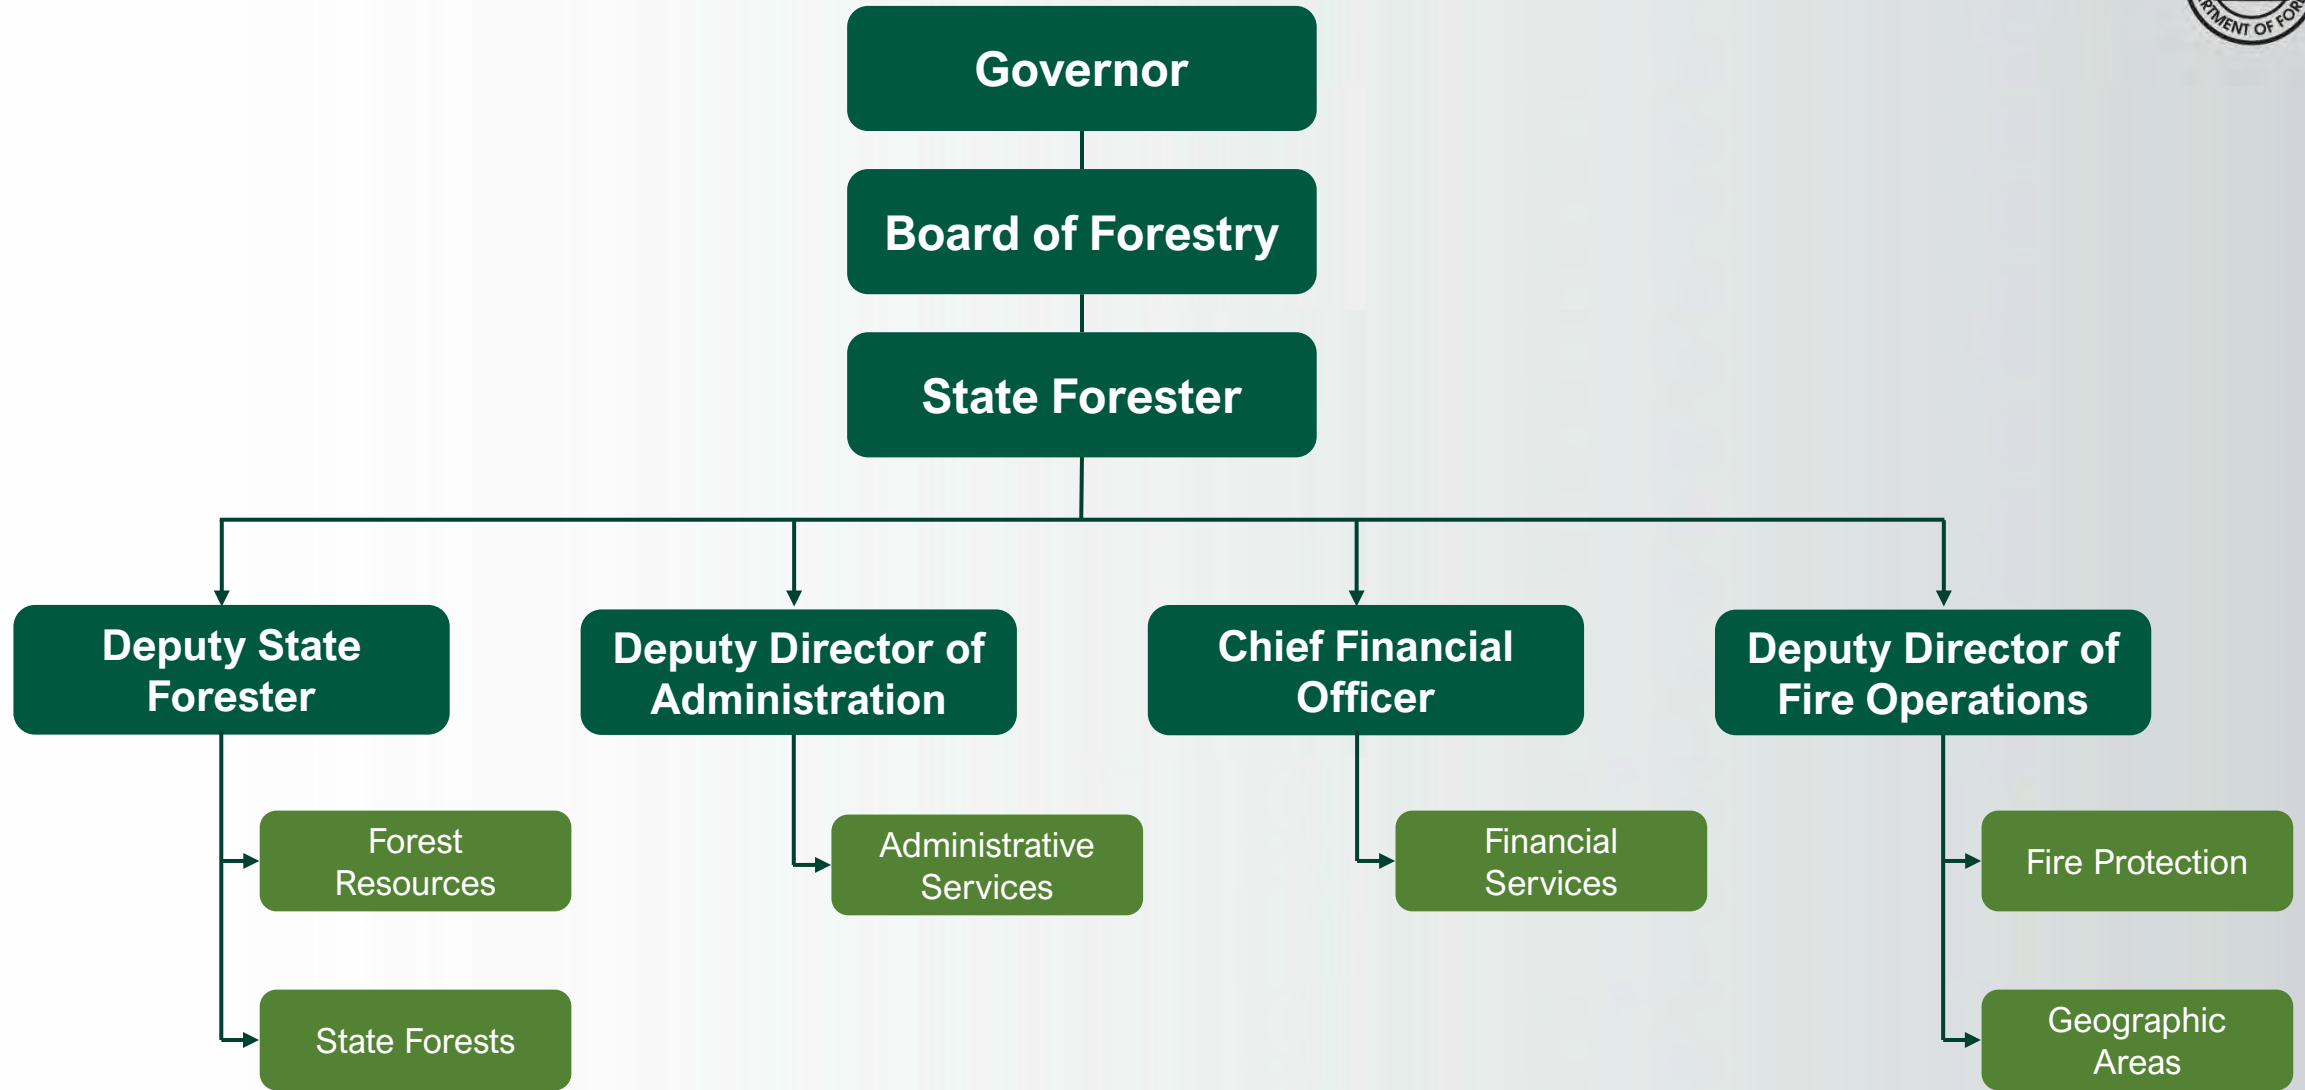 Governor
Board of Forestry
State Forester
Deputy State
Forester
Deputy Director of
Administration
Chief Financial
Officer
Deputy Director of
Fire Operations
Forest
Resources
Administrative
Services
Financial
Services
Fire Protection
State Forests
Geographic
Areas
OF